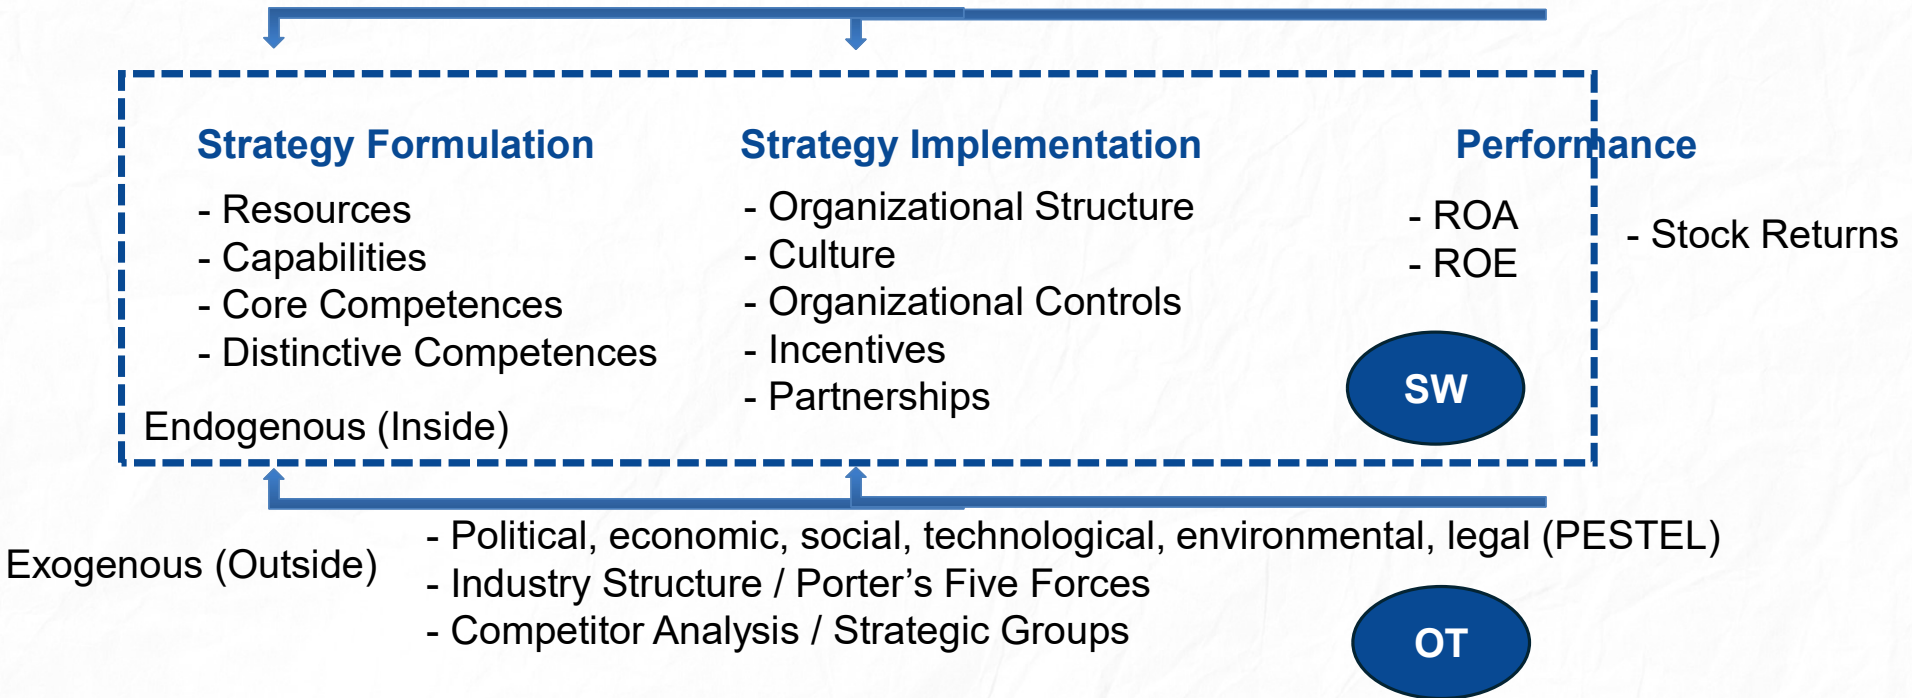 Strategy Formulation
- Resources
- Capabilities
- Core Competences
- Distinctive Competences
Strategy Implementation
- Organizational Structure
- Culture
- Organizational Controls
- Incentives
- Partnerships
Performance
- ROA
- ROE
- Stock Returns
SW
Endogenous (Inside)
Exogenous (Outside)
- Political, economic, social, technological, environmental, legal (PESTEL)
- Industry Structure / Porter’s Five Forces
- Competitor Analysis / Strategic Groups
OT